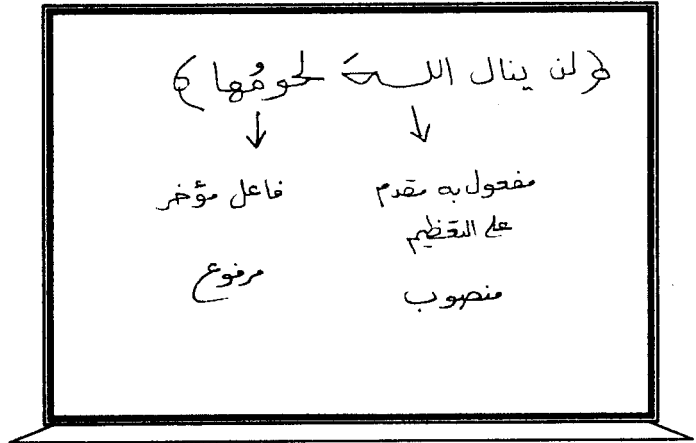 ﴿لن ينال اللهَ لحومُها﴾
↓ ↓
مفعول به مقدم فاعل مؤخر
على التعظيم
منصوب مرفوع